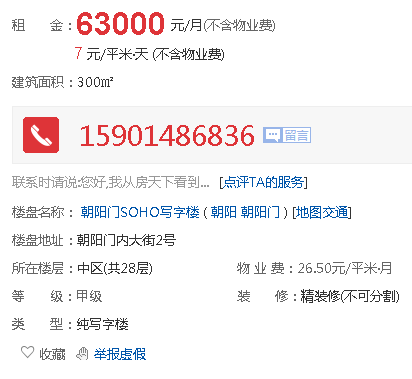 租 金：63000 元/月(不含物业费)
7 元/平米·天 (不含物业费)
建筑面积：300㎡
15901486836 留言
联系时请说:您好,我从房天下看到... [点评TA的服务]
楼盘名称： 朝阳门SOHO写字楼 ( 朝阳 朝阳门 ) [地图交通]
楼盘地址：朝阳门内大街2号
所在楼层：中区(共28层) 物 业 费：26.50元/平米·月
等 级：甲级 装 修：精装修(不可分割)
类 型：纯写字楼
收藏 举报虚假